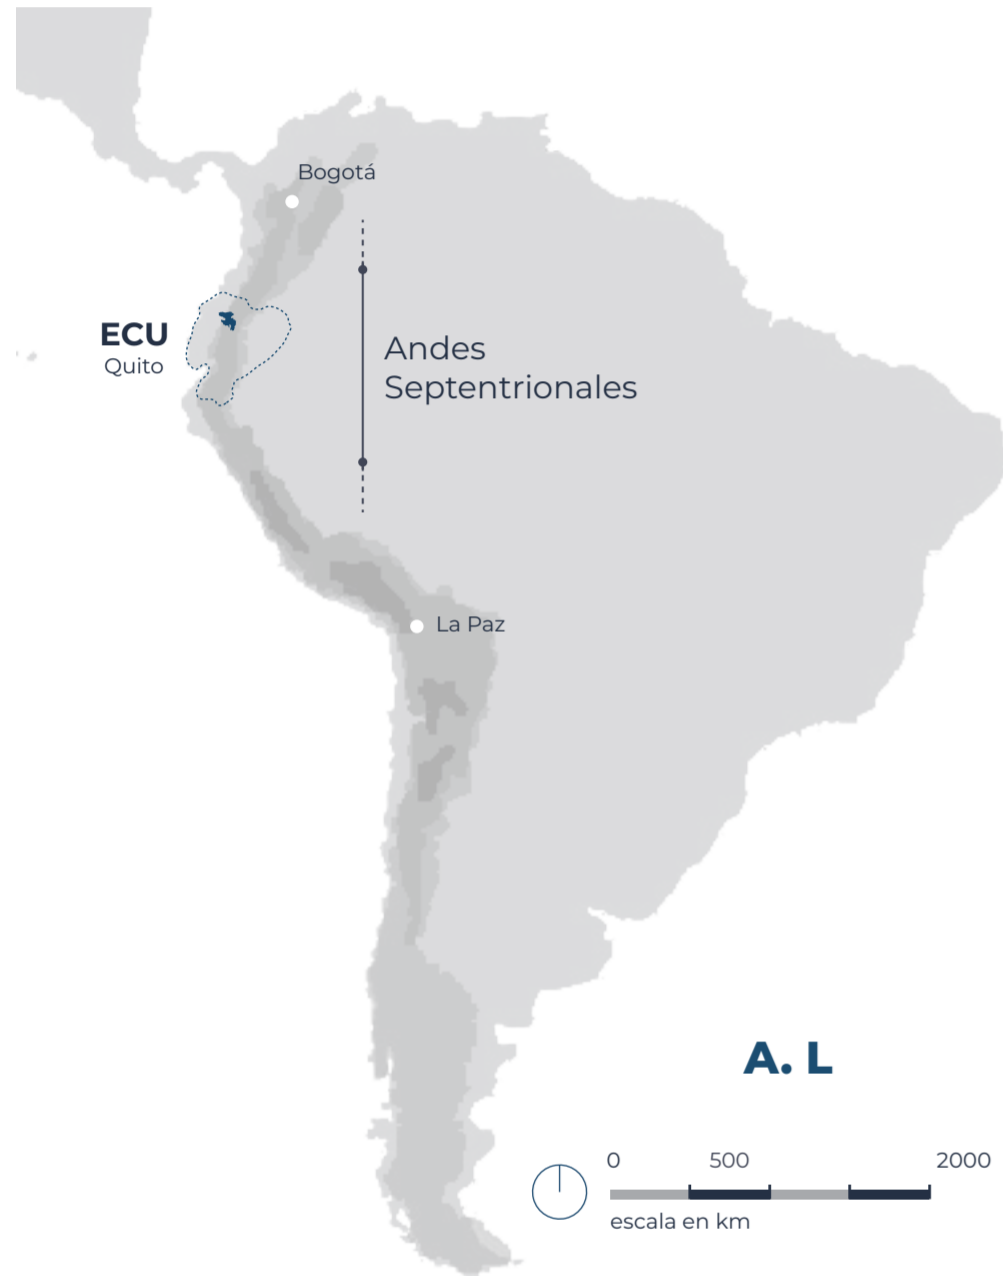 Bogotá
ECU
Quito
Andes
Septentrionales
La Paz
A. L
0 500 2000
escala en km